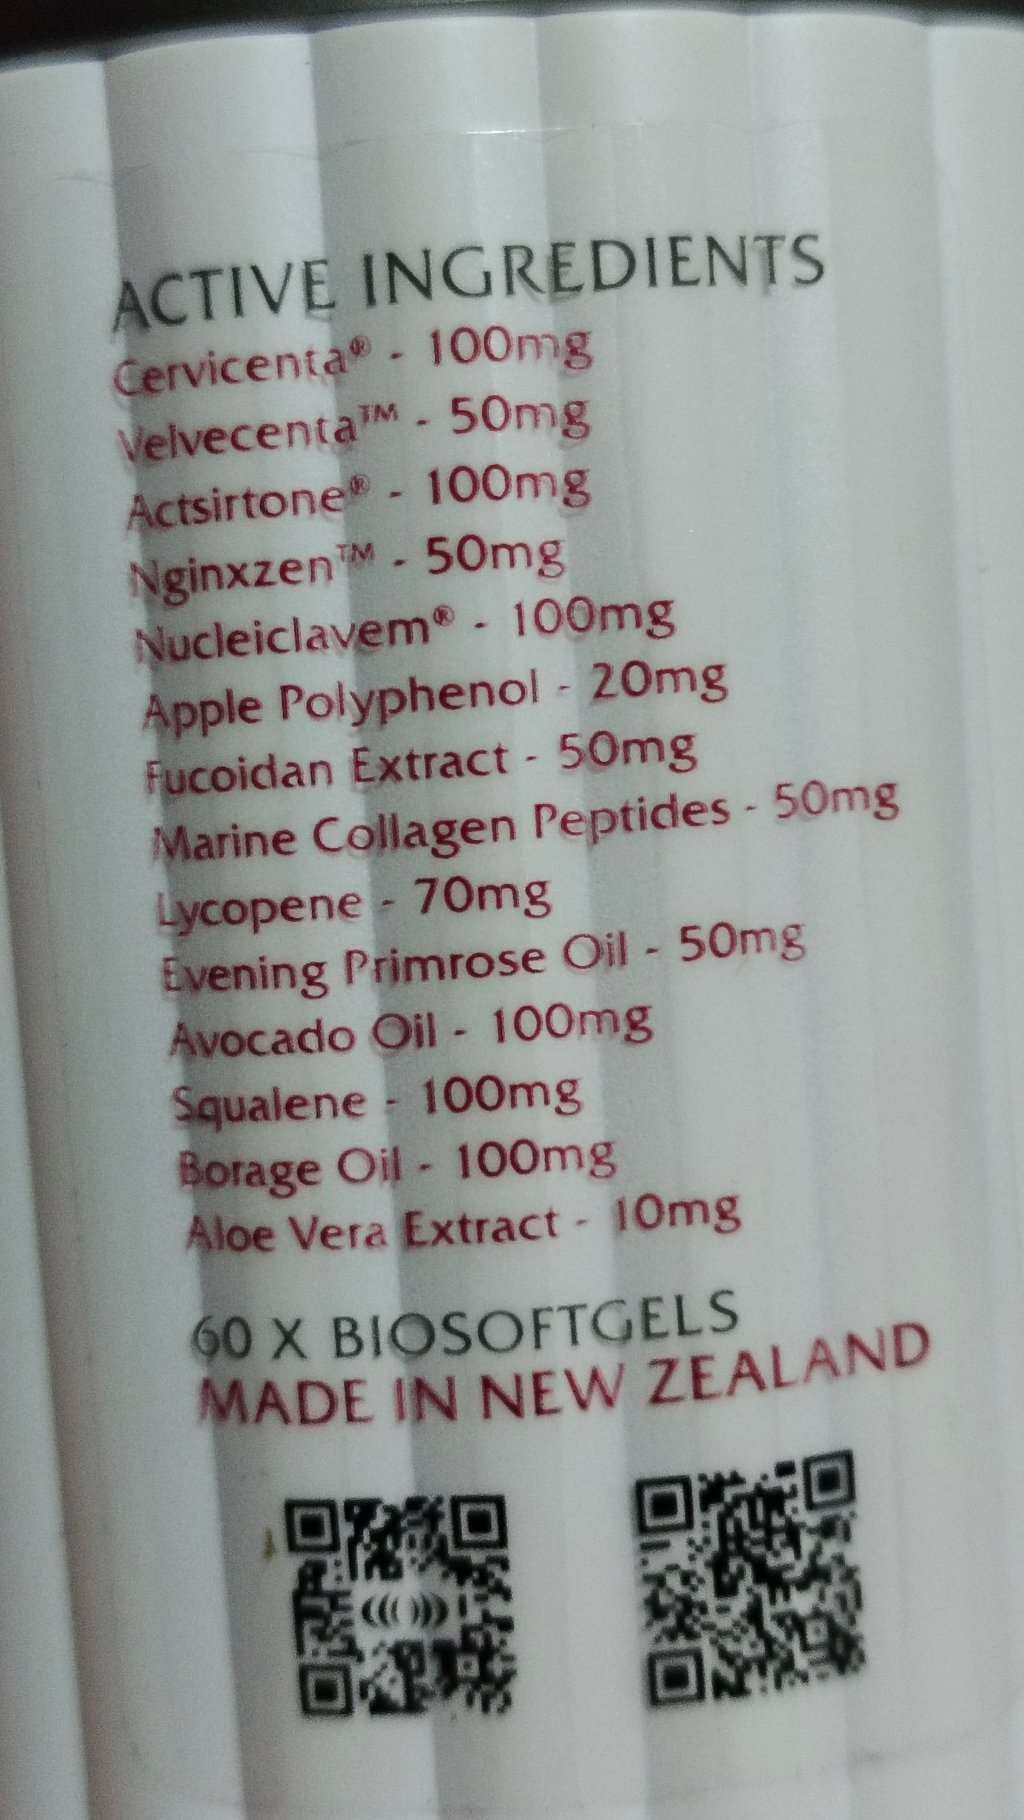 ACTIVE INGREDIENTS
Cervicenta® - 100mg
Velvecenta™ - 50mg
Actsirtone® - 100mg
Nginxzen™ - 50mg
Nucleiclavem® - 100mg
Apple Polyphenol - 20mg
Fucoidan Extract - 50mg
Marine Collagen Peptides - 50mg
Lycopene - 70mg
Evening Primrose Oil - 50mg
Avocado Oil - 100mg
Squalene - 100mg
Borage Oil - 100mg
Aloe Vera Extract - 10mg
60 X BIOSOFTGELS
MADE IN NEW ZEALAND